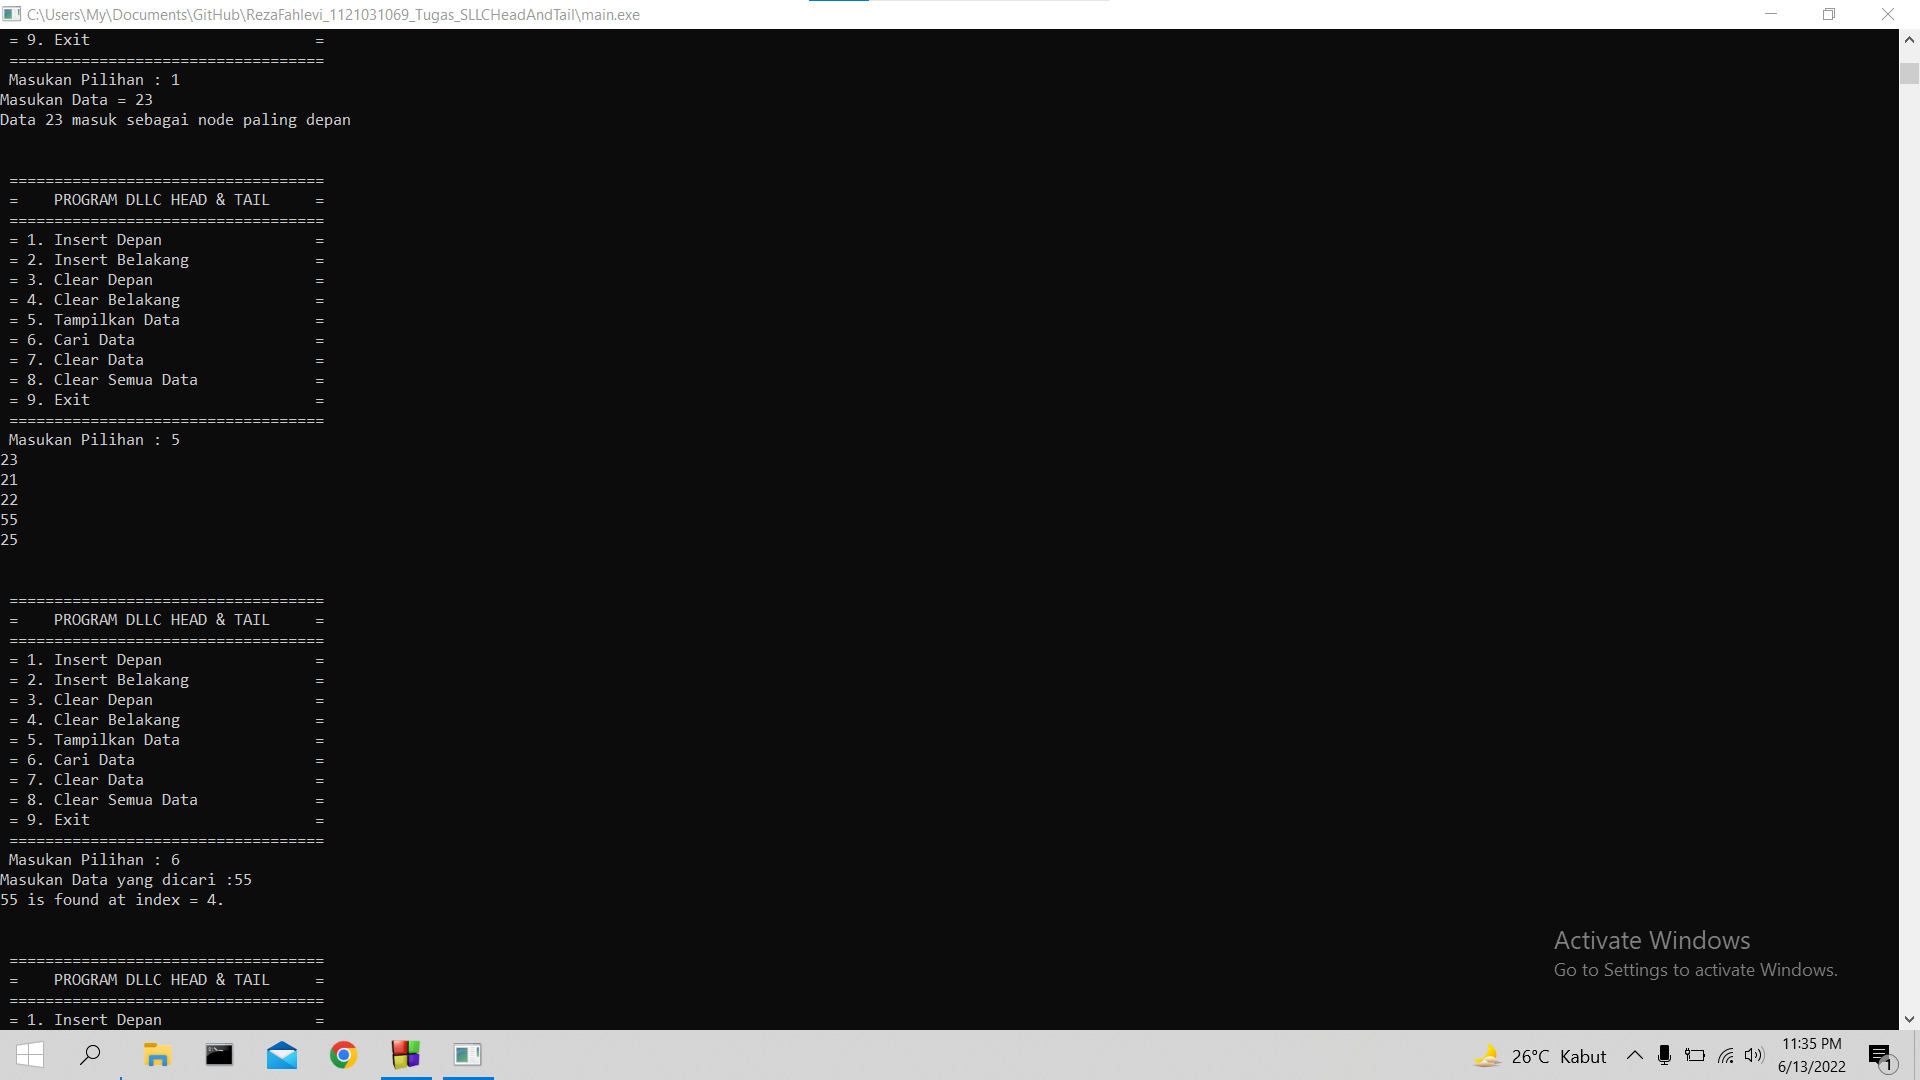 C:\Users\My\Documents\GitHub\RezaFahlevi_1121031069_Tugas_SLLCHeadAndTail\main.exe
= 9. Exit                         =
===================================
Masukan Pilihan : 1
Masukan Data = 23
Data 23 masuk sebagai node paling depan
===================================
=    PROGRAM DLLC HEAD & TAIL     =
===================================
= 1. Insert Depan                 =
= 2. Insert Belakang              =
= 3. Clear Depan                  =
= 4. Clear Belakang               =
= 5. Tampilkan Data               =
= 6. Cari Data                    =
= 7. Clear Data                   =
= 8. Clear Semua Data             =
= 9. Exit                         =
===================================
Masukan Pilihan : 5
23
21
22
55
25
===================================
=    PROGRAM DLLC HEAD & TAIL     =
===================================
= 1. Insert Depan                 =
= 2. Insert Belakang              =
= 3. Clear Depan                  =
= 4. Clear Belakang               =
= 5. Tampilkan Data               =
= 6. Cari Data                    =
= 7. Clear Data                   =
= 8. Clear Semua Data             =
= 9. Exit                         =
===================================
Masukan Pilihan : 6
Masukan Data yang dicari :55
55 is found at index = 4.
===================================
=    PROGRAM DLLC HEAD & TAIL     =
===================================
= 1. Insert Depan                 =
Activate Windows
Go to Settings to activate Windows.
26°C Kabut
11:35 PM
6/13/2022
1